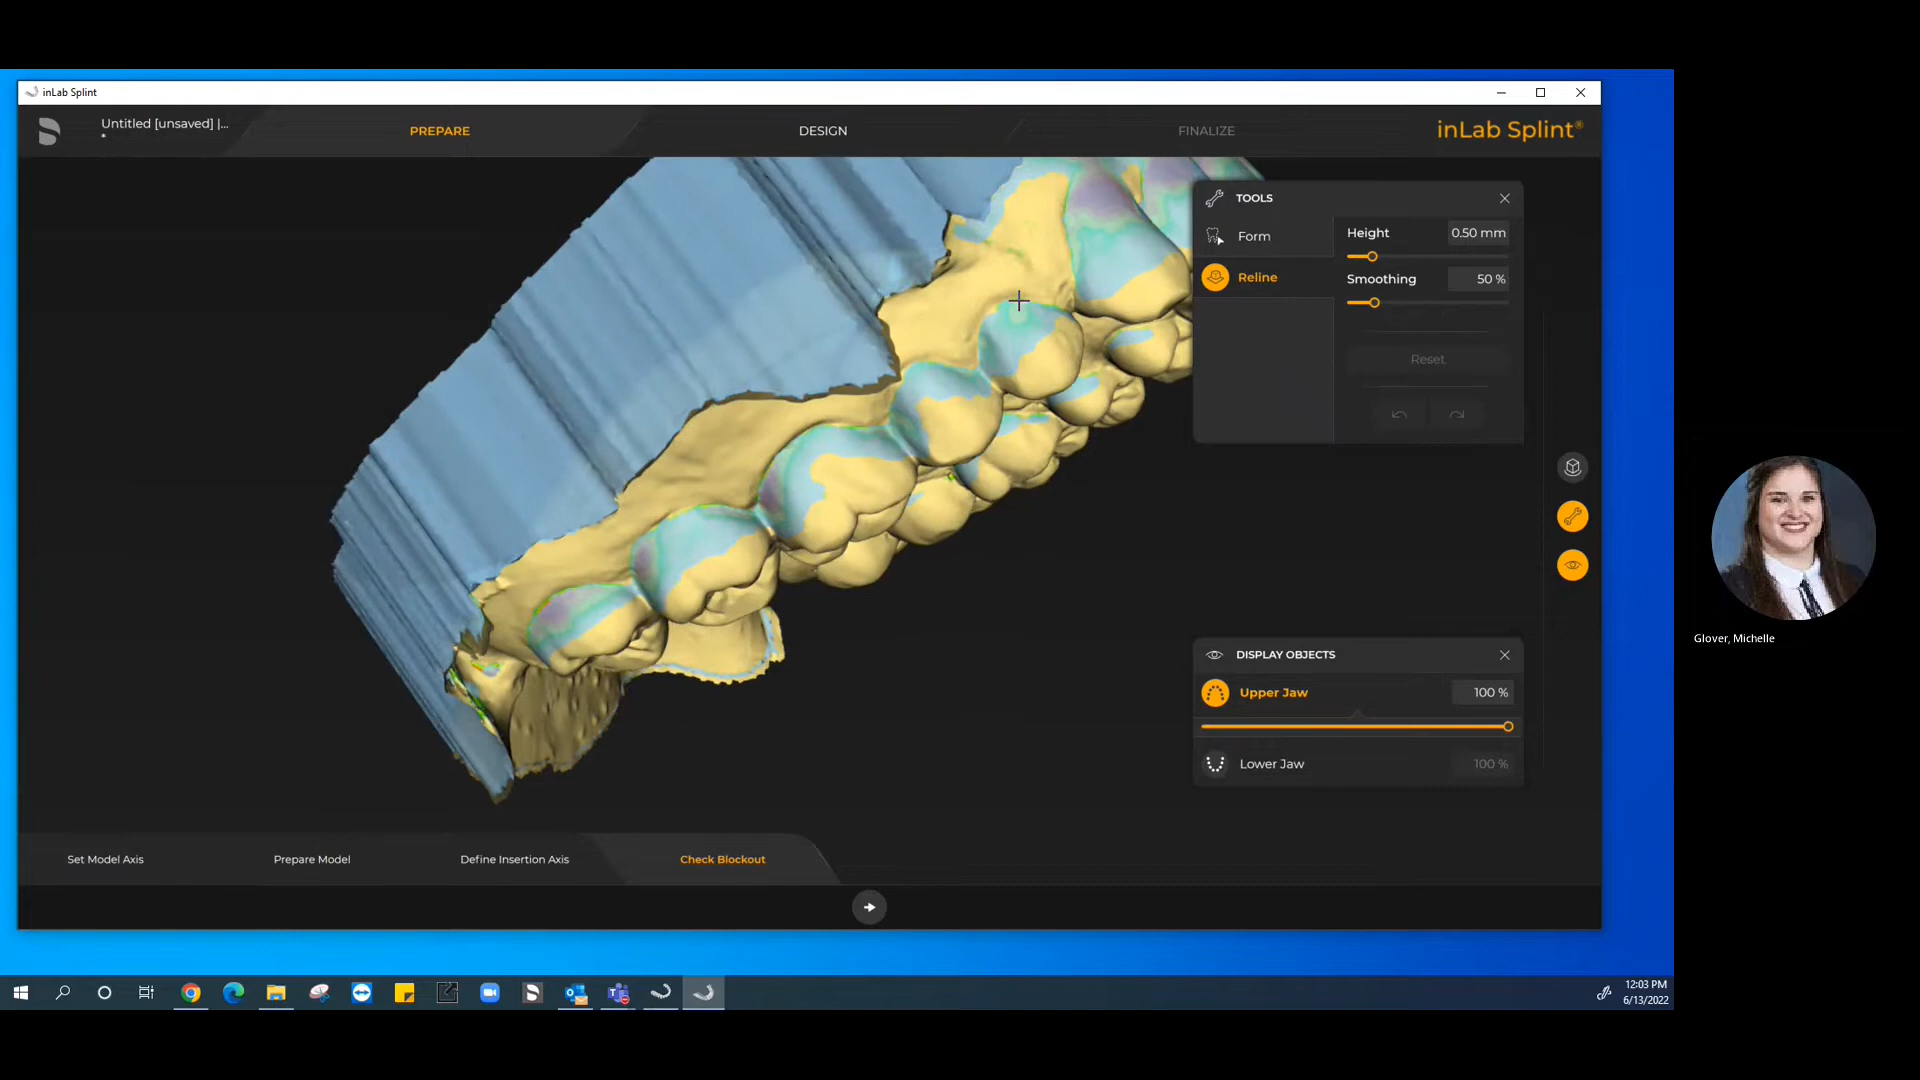 inLab Splint
Untitled [unsaved] |...
*
PREPARE
DESIGN
FINALIZE
inLab Splint®
TOOLS
Form
Reline
Height
0.50 mm
Smoothing
50 %
Reset
DISPLAY OBJECTS
Upper Jaw
100 %
Lower Jaw
100 %
Glover, Michelle
Set Model Axis
Prepare Model
Define Insertion Axis
Check Blockout
12:03 PM
6/13/2022